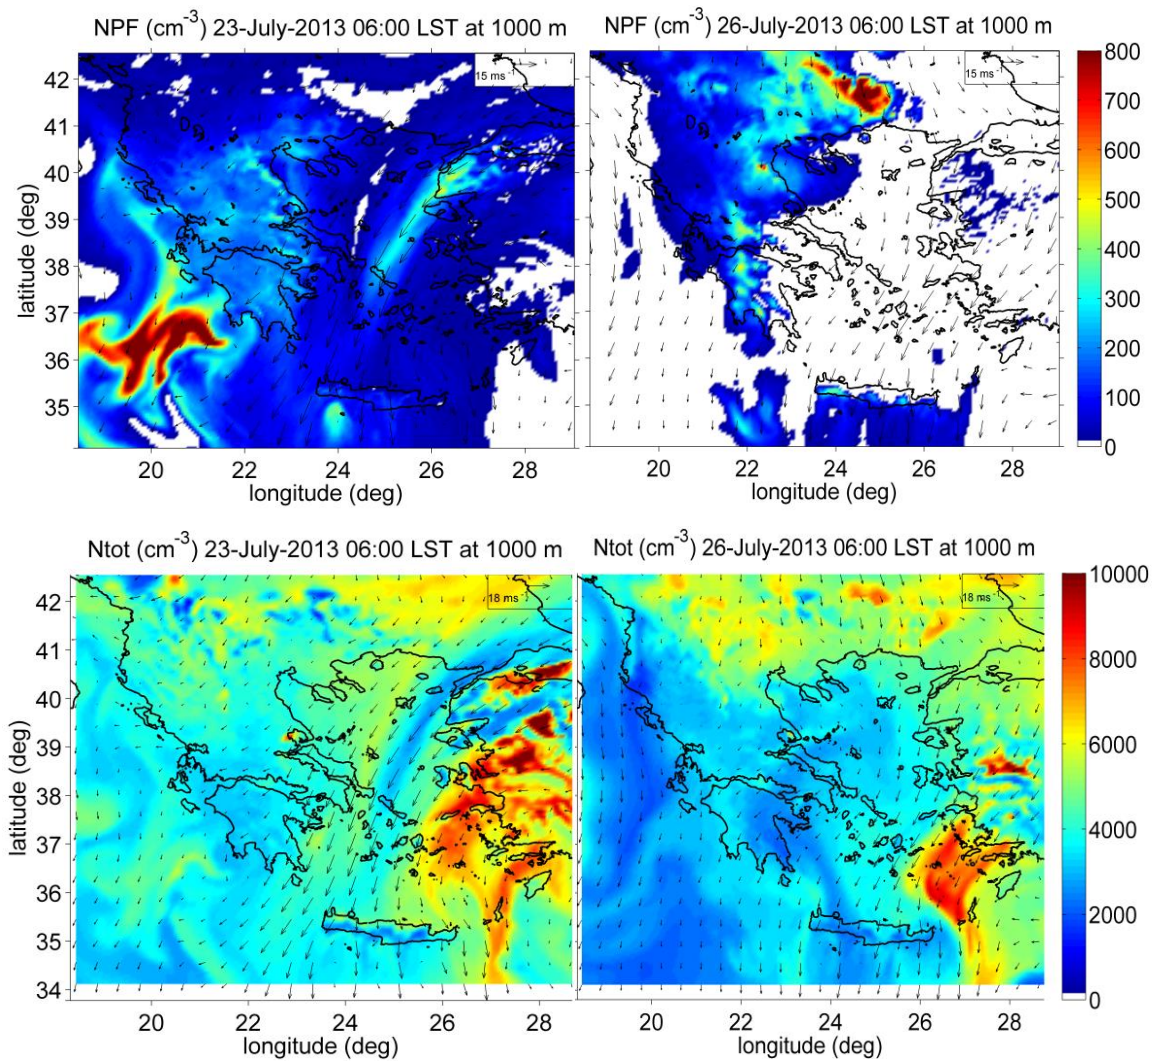 NPF (cm⁻³) 23-July-2013 06:00 LST at 1000 m
NPF (cm⁻³) 26-July-2013 06:00 LST at 1000 m
15 ms⁻¹
15 ms⁻¹
42
41
40
39
38
37
36
35
latitude (deg)
20 22 24 26 28
longitude (deg)
20 22 23 24 26 28
longitude (deg)
800
700
600
500
400
300
200
100
0
Ntot (cm⁻³) 23-July-2013 06:00 LST at 1000 m
Ntot (cm⁻³) 26-July-2013 06:00 LST at 1000 m
18 ms⁻¹
18 ms⁻¹
42
41
40
39
38
37
36
35
34
latitude (deg)
20 22 24 26 28
longitude (deg)
20 22 24 26 28
longitude (deg)
10000
8000
6000
4000
2000
0